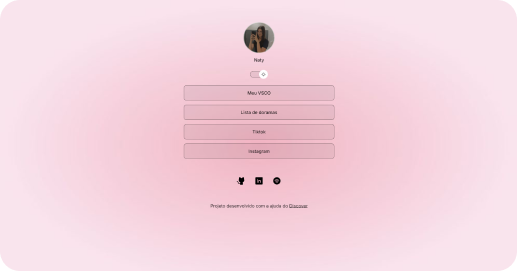 Naty
Meu VSCO
Lista de doramas
Tiktok
Instagram
Projeto desenvolvido com a ajuda do Discover